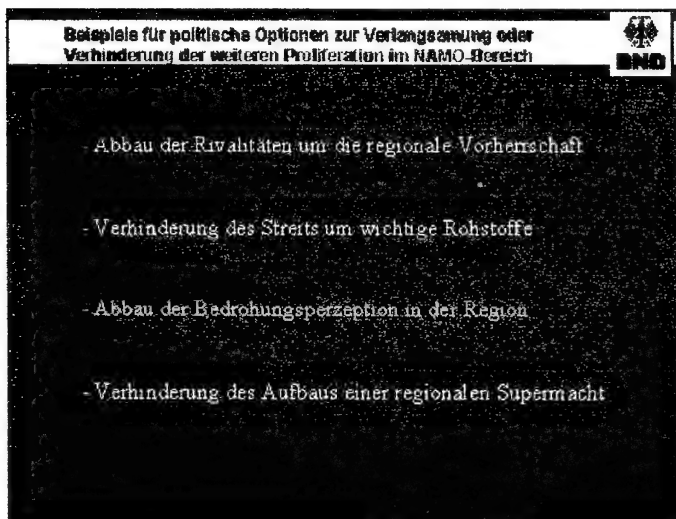 Beispiele für politische Optionen zur Verlangsamung oder
Verhinderung der weiteren Proliferation im NAMO-Bereich
BND
- Abbau der Rivalitäten um die regionale Vorherrschaft
- Verhinderung des Streits um wichtige Rohstoffe
- Abbau der Bedrohungsperzeption in der Region
- Verhinderung des Aufbaus einer regionalen Supermacht